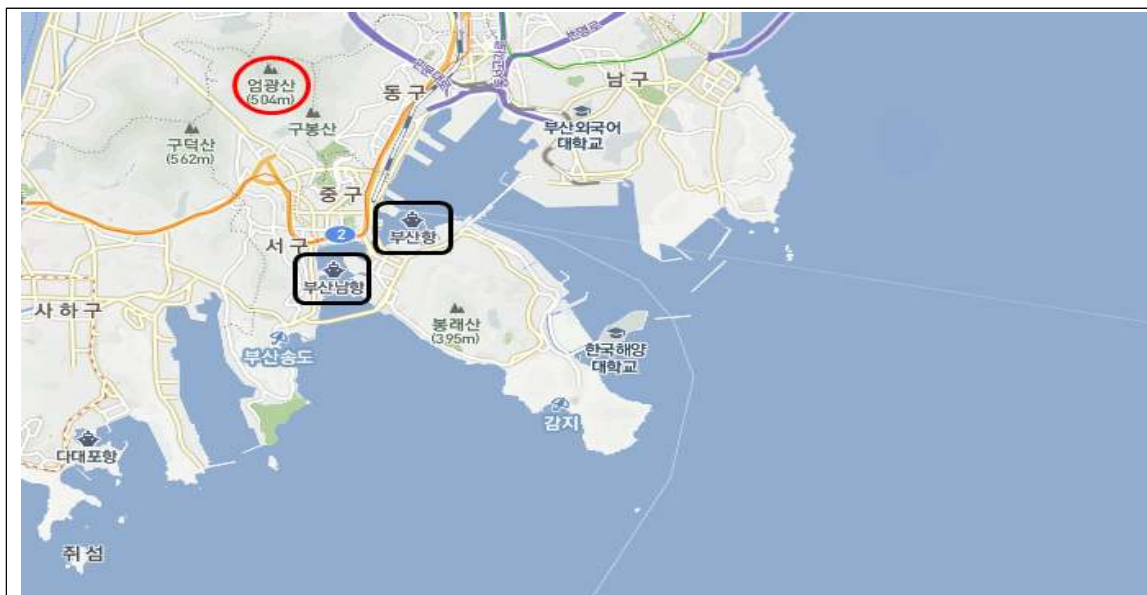 엄광산
(504m)
동구
남구
구봉산
부산외국어
대학교
구덕산
(562m)
중구
부산항
2
서구
부산남항
사하구
봉래산
(395m)
부산송도
한국해양
대학교
감지
다대포항
쥐섬